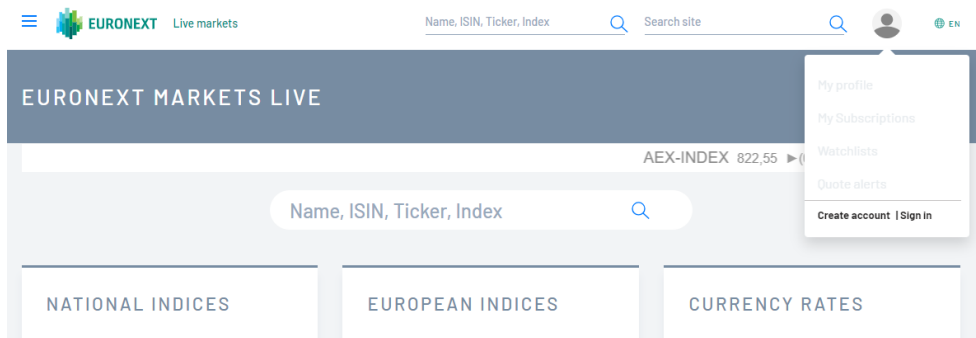 EURONEXT Live markets
Name, ISIN, Ticker, Index
Search site
EN
My profile
My Subscriptions
Watchlists
Quote alerts
Create account | Sign in
EURONEXT MARKETS LIVE
AEX-INDEX 822,55 ►(
Name, ISIN, Ticker, Index
NATIONAL INDICES
EUROPEAN INDICES
CURRENCY RATES